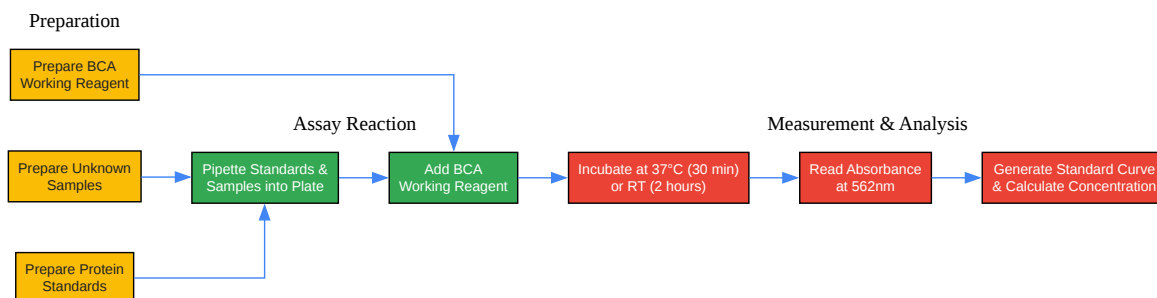 Preparation
Prepare BCA
Working Reagent
Assay Reaction
Measurement & Analysis
Prepare Unknown
Samples
Pipette Standards &
Samples into Plate
Add BCA
Working Reagent
Incubate at 37°C (30 min)
or RT (2 hours)
Read Absorbance
at 562nm
Generate Standard Curve
& Calculate Concentration
Prepare Protein
Standards